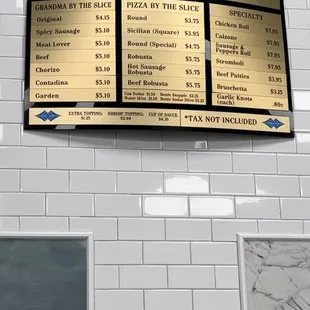 GRANDMA BY THE SLICE
Original $4.15
Spicy Sausage $5.10
Meat Lover $5.10
Beef $5.10
Chorizo $5.10
Contadina $5.10
Garden $5.10
PIZZA BY THE SLICE
Round $3.75
Sicilian (Square) $3.95
Round (Special) $4.75
Robusta $5.75
Hot Sausage Robusta $5.75
Beef Robusta $5.75
SPECIALTY
Chicken Roll $7.95
Calzone $7.95
Sausage & Peppers Roll $7.95
Stromboli $7.95
Beef Patties $3.95
Bruschetta $3.15
Garlic Knots (each) .80c
EXTRA TOPPING
SHRIMP TOPPING
CUP OF SAUCE
*TAX NOT INCLUDED